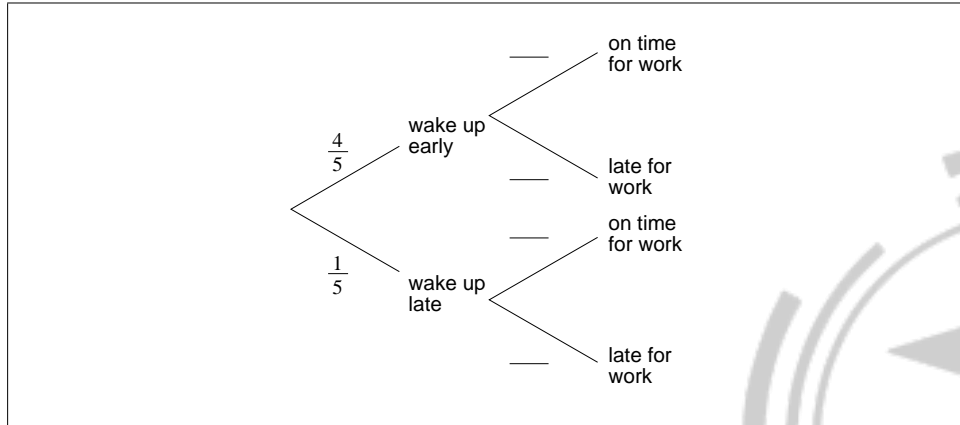 on time
for work
wake up
early
4
5
late for
work
on time
for work
1
5
wake up
late
late for
work